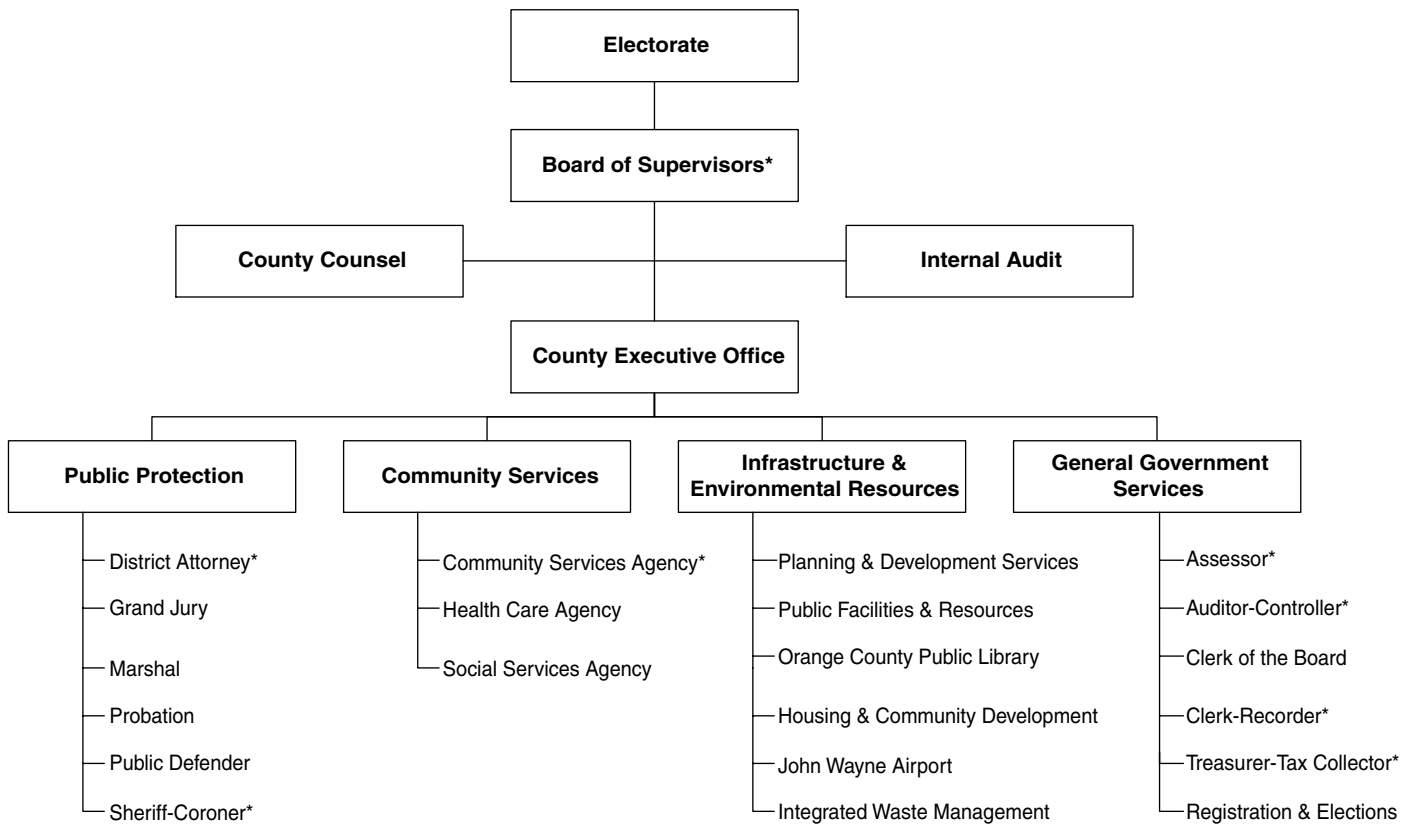 Electorate
Board of Supervisors*
County Counsel
Internal Audit
County Executive Office
Public Protection
Community Services
Infrastructure &
Environmental Resources
General Government
Services
District Attorney*
Grand Jury
Marshal
Probation
Public Defender
Sheriff-Coroner*
Community Services Agency*
Health Care Agency
Social Services Agency
Planning & Development Services
Public Facilities & Resources
Orange County Public Library
Housing & Community Development
John Wayne Airport
Integrated Waste Management
Assessor*
Auditor-Controller*
Clerk of the Board
Clerk-Recorder*
Treasurer-Tax Collector*
Registration & Elections